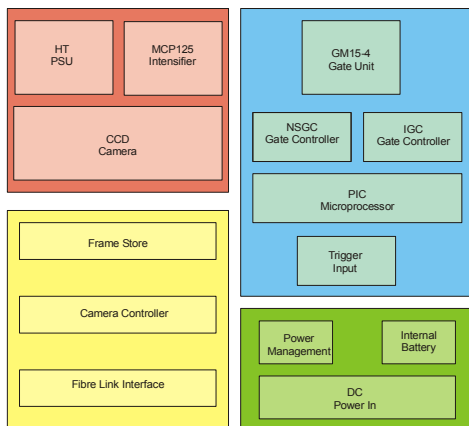 HT
PSU
MCP125
Intensifier
CCD
Camera
GM15-4
Gate Unit
NSGC
Gate Controller
IGC
Gate Controller
PIC
Microprocessor
Trigger
Input
Frame Store
Camera Controller
Fibre Link Interface
Power
Management
Internal
Battery
DC
Power In